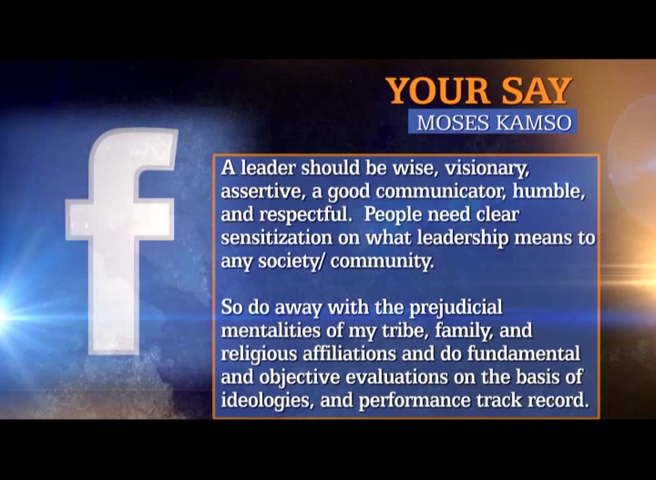 YOUR SAY
MOSES KAMSO
A leader should be wise, visionary,
assertive, a good communicator, humble,
and respectful.  People need clear
sensitization on what leadership means to
any society/ community.
So do away with the prejudicial
mentalities of my tribe, family, and
religious affiliations and do fundamental
and objective evaluations on the basis of
ideologies, and performance track record.